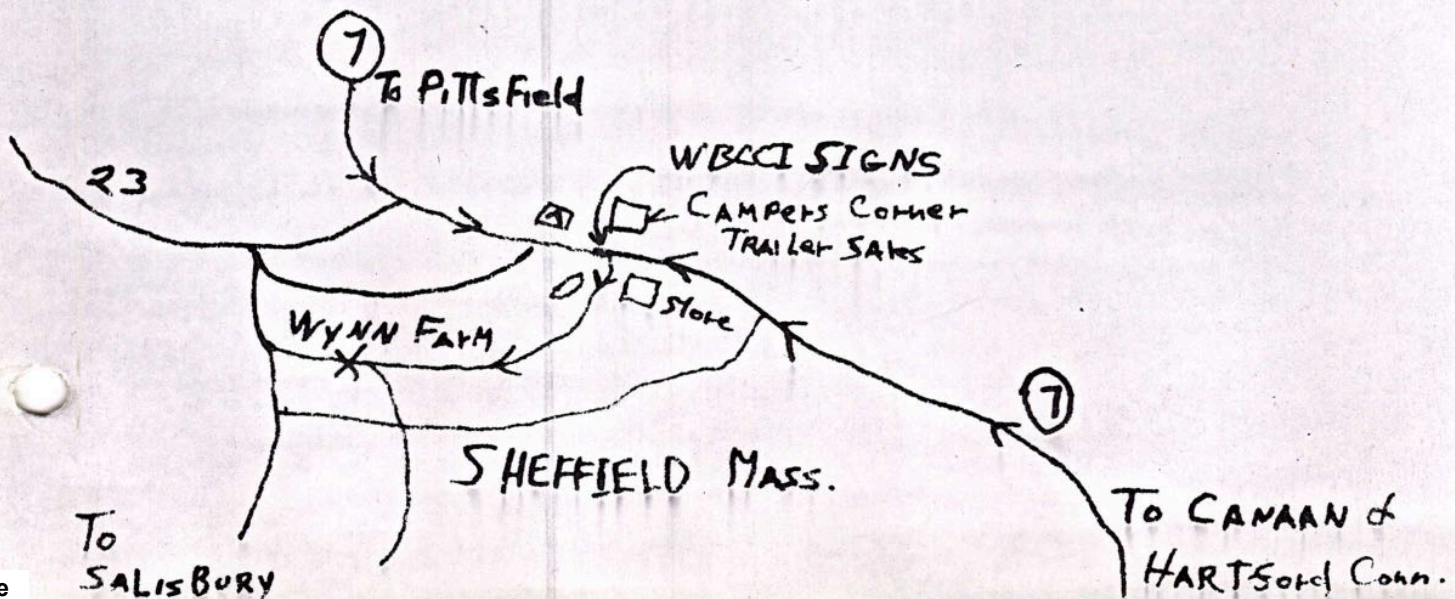 7
To PITTsField
23
WBCCI SIGNS
CAMPers Corner
TRAILer SAles
Store
WYNN FArM
7
SHEFFIELD MASS.
To
SALISBURY
To CANAAN &
HARTford Conn.
e